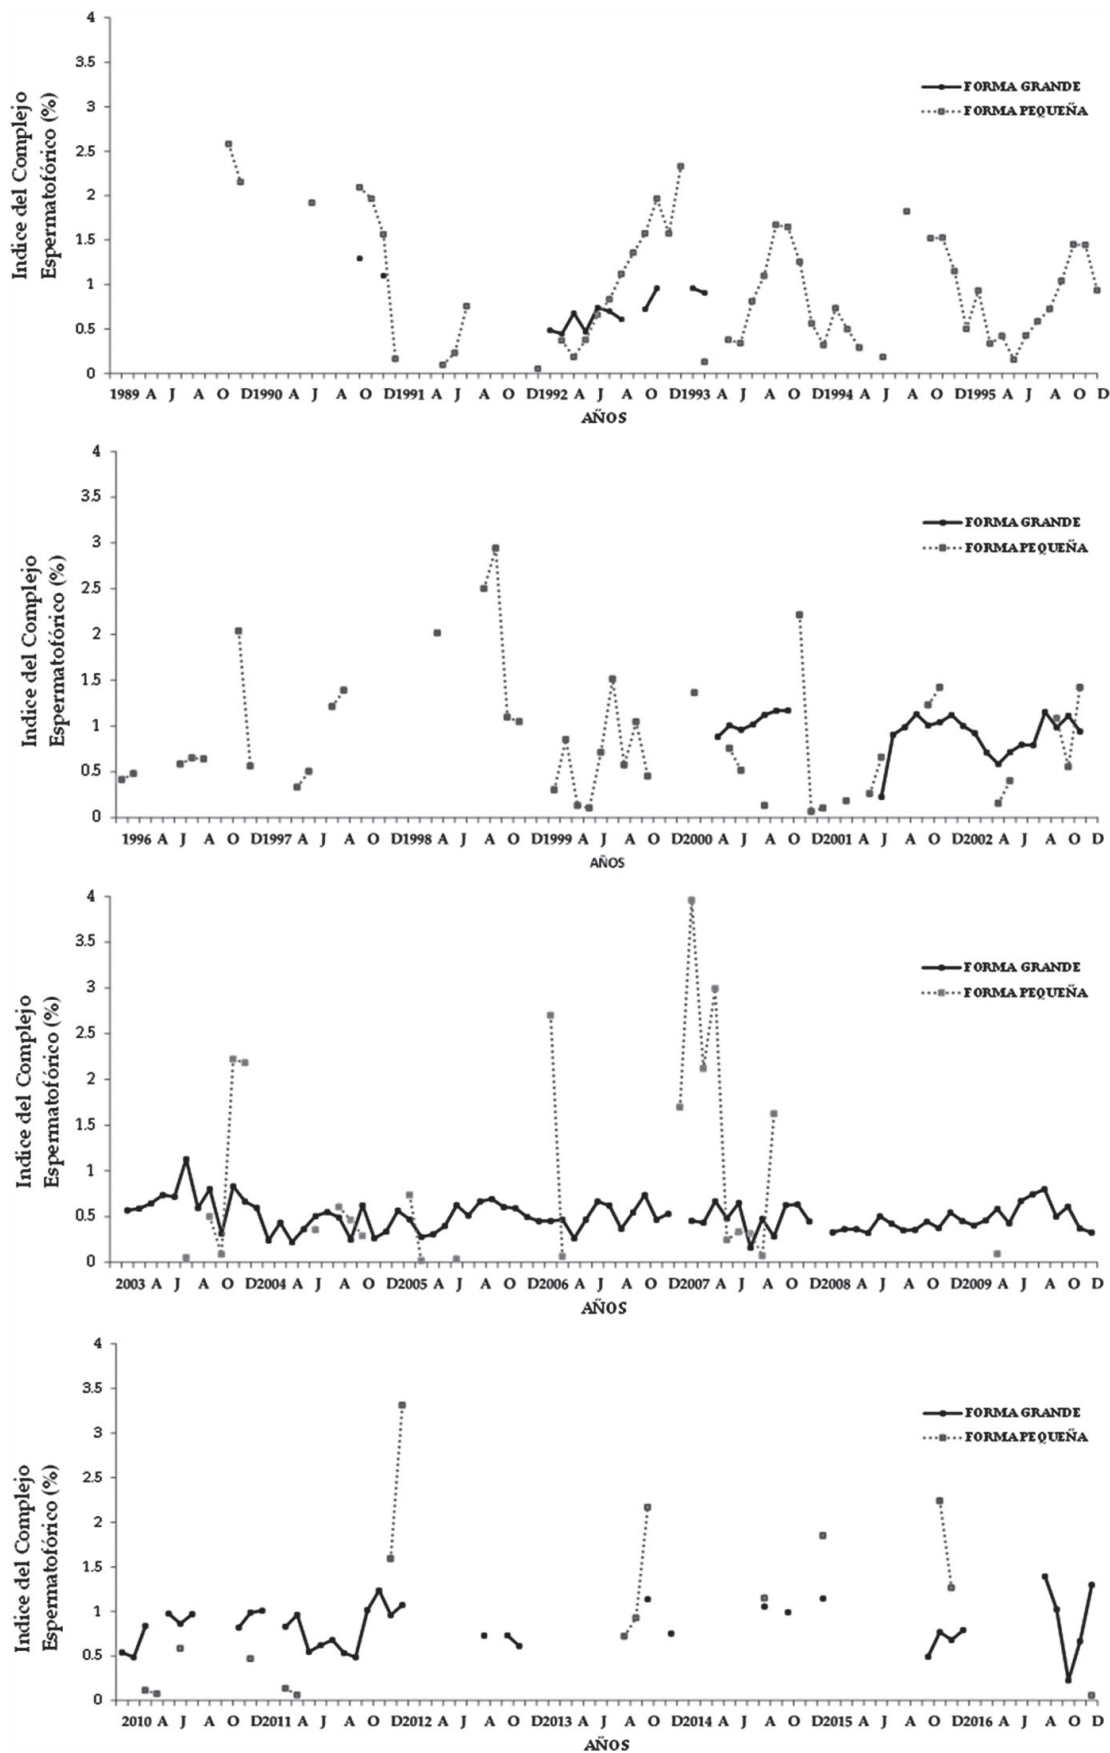 4
3.5
3
2.5
2
1.5
1
0.5
0
Indice del Complejo
Espermatofórico (%)
FORMA GRANDE
FORMA PEQUEÑA
1989 A J A O D1990 J A O D1991 A J A O D1992 A J A O D1993 A J A O D1994 A J A O D1995 A J A O D
AÑOS
4
3.5
3
2.5
2
1.5
1
0.5
0
Indice del Complejo
Espermatofórico (%)
FORMA GRANDE
FORMA PEQUEÑA
1996 A J A O D1997 A J A O D1998 A J A O D1999 A J A O D2000 A J A O D2001 A J A O D2002 A J A O D
AÑOS
4
3.5
3
2.5
2
1.5
1
0.5
0
Indice del Complejo
Espermatofórico (%)
FORMA GRANDE
FORMA PEQUEÑA
2003 A J A O D2004 A J A O D2005 A J A O D2006 A J A O D2007 A J A O D2008 A J A O D2009 A J A O D
AÑOS
4
3.5
3
2.5
2
1.5
1
0.5
0
Indice del Complejo
Espermatofórico (%)
FORMA GRANDE
FORMA PEQUEÑA
2010 A J A O D2011 A J A O D2012 A J A O D2013 A J A O D2014 A J A O D2015 A J A O D2016 A J A O D
AÑOS